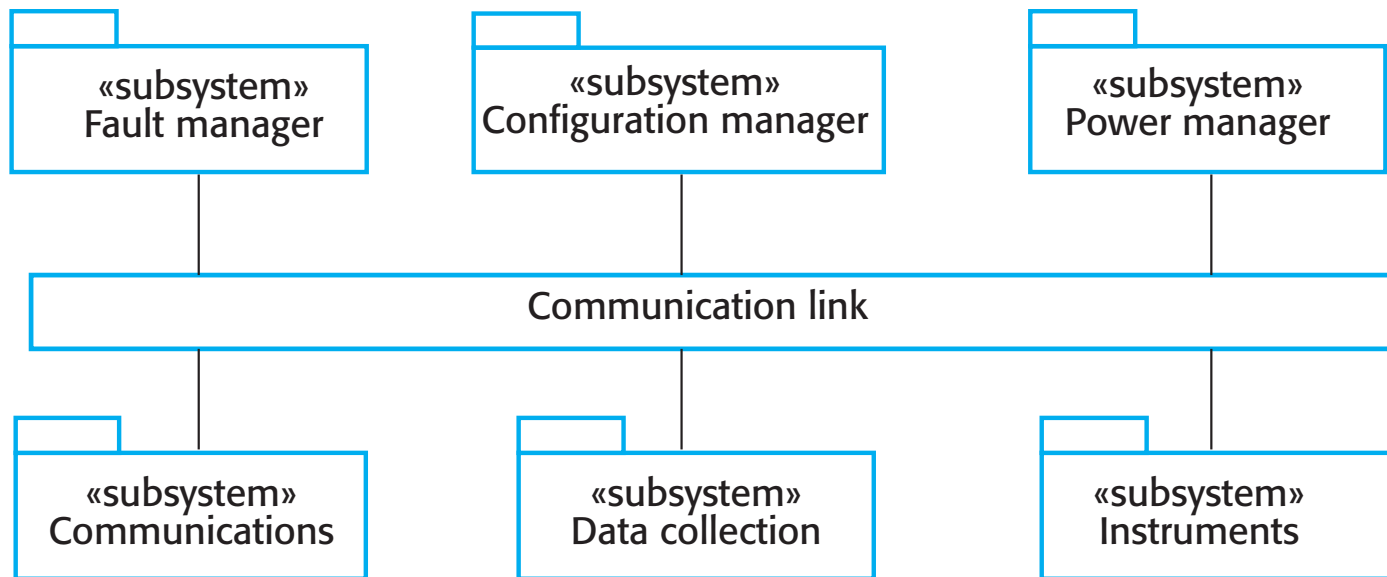 «subsystem»
Fault manager
«subsystem»
Configuration manager
«subsystem»
Power manager
Communication link
«subsystem»
Communications
«subsystem»
Data collection
«subsystem»
Instruments